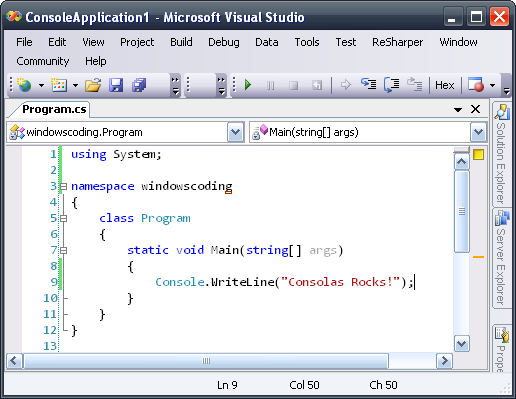 ConsoleApplication1 - Microsoft Visual Studio
File Edit View Project Build Debug Data Tools Test ReSharper Window
Community Help
Hex
Program.cs
windowscoding.Program Main(string[] args)
1 using System;
2
3 namespace windowscoding
4 {
5 class Program
6 {
7 static void Main(string[] args)
8 {
9 Console.WriteLine("Consolas Rocks!");
10 }
11 }
12 }
13
Solution Explorer
Server Explorer
Prope
Ln 9 Col 50 Ch 50